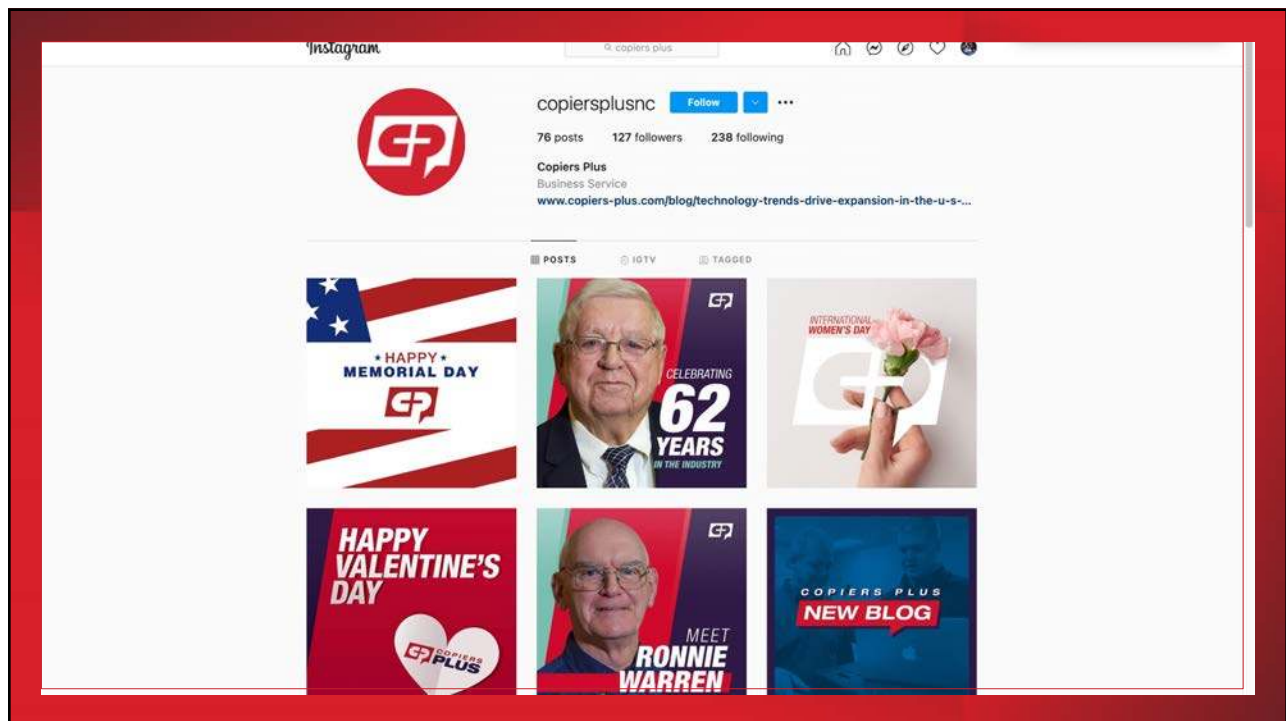 Instagram
copiers plus
copiersplusnc Follow
76 posts 127 followers 238 following
Copiers Plus
Business Service
www.copiers-plus.com/blog/technology-trends-drive-expansion-in-the-u-s-...
POSTS IGTV TAGGED
HAPPY
MEMORIAL DAY
CELEBRATING
62
YEARS
IN THE INDUSTRY
INTERNATIONAL
WOMEN'S DAY
HAPPY
VALENTINE'S
DAY
COPIERS
PLUS
MEET
RONNIE
WARREN
COPIERS PLUS
NEW BLOG